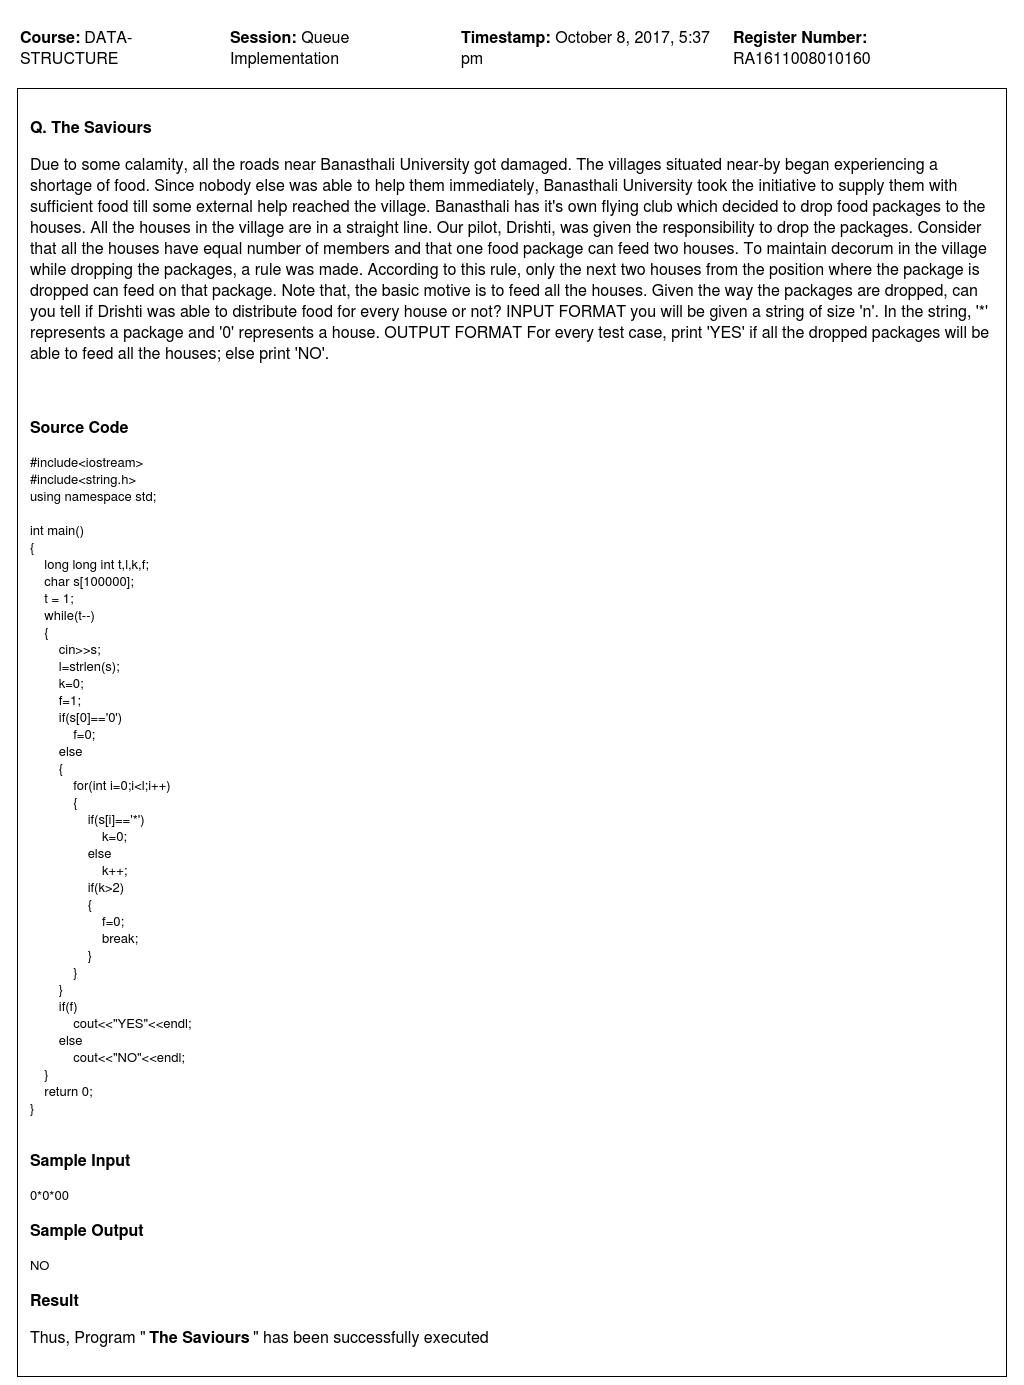 Course: DATA- Session: Queue Timestamp: October 8, 2017, 5:37 Register Number:
STRUCTURE Implementation pm RA1611008010160
Q. The Saviours
Due to some calamity, all the roads near Banasthali University got damaged. The villages situated near-by began experiencing a
shortage of food. Since nobody else was able to help them immediately, Banasthali University took the initiative to supply them with
sufficient food till some external help reached the village. Banasthali has it's own flying club which decided to drop food packages to the
houses. All the houses in the village are in a straight line. Our pilot, Drishti, was given the responsibility to drop the packages. Consider
that all the houses have equal number of members and that one food package can feed two houses. To maintain decorum in the village
while dropping the packages, a rule was made. According to this rule, only the next two houses from the position where the package is
dropped can feed on that package. Note that, the basic motive is to feed all the houses. Given the way the packages are dropped, can
you tell if Drishti was able to distribute food for every house or not? INPUT FORMAT you will be given a string of size 'n'. In the string, '*'
represents a package and '0' represents a house. OUTPUT FORMAT For every test case, print 'YES' if all the dropped packages will be
able to feed all the houses; else print 'NO'.
Source Code
#include<iostream>
#include<string.h>
using namespace std;
int main()
{
long long int t,l,k,f;
char s[100000];
t = 1;
while(t--)
{
cin>>s;
l=strlen(s);
k=0;
f=1;
if(s[0]=='0')
f=0;
else
{
for(int i=0;i<l;i++)
{
if(s[i]=='*')
k=0;
else
k++;
if(k>2)
{
f=0;
break;
}
}
}
if(f)
cout<<"YES"<<endl;
else
cout<<"NO"<<endl;
}
return 0;
}
Sample Input
0*0*00
Sample Output
NO
Result
Thus, Program " The Saviours " has been successfully executed